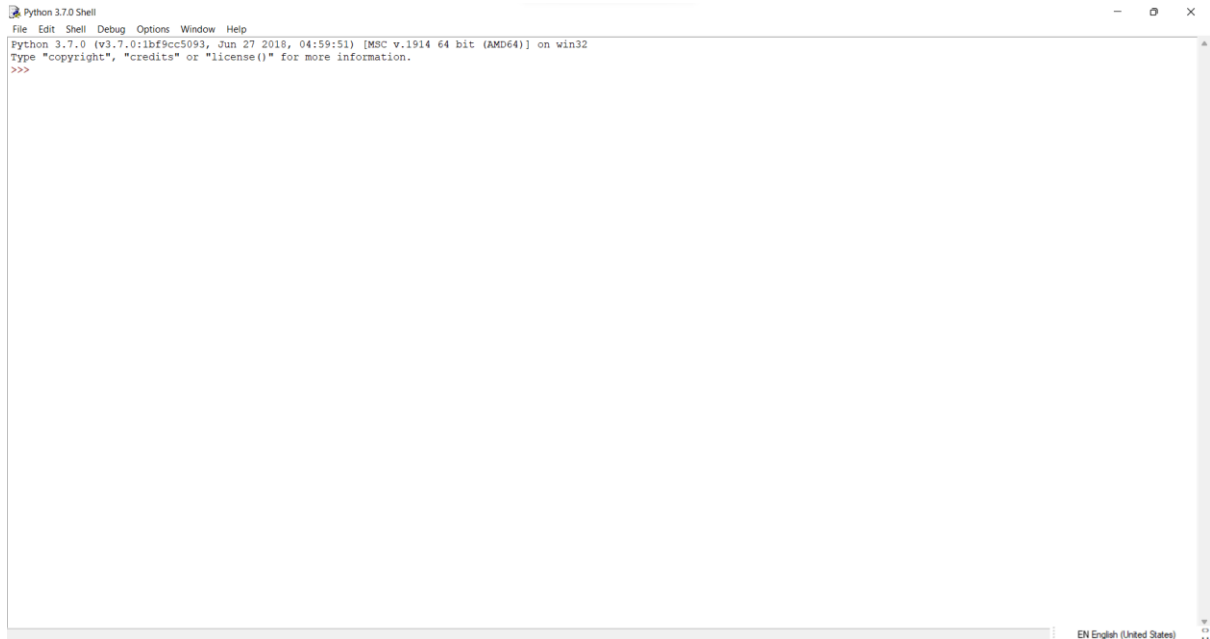 Python 3.7.0 Shell
File Edit Shell Debug Options Window Help
Python 3.7.0 (v3.7.0:1bf9cc5093, Jun 27 2018, 04:59:51) [MSC v.1914 64 bit (AMD64)] on win32
Type "copyright", "credits" or "license()" for more information.
>>>
EN English (United States)